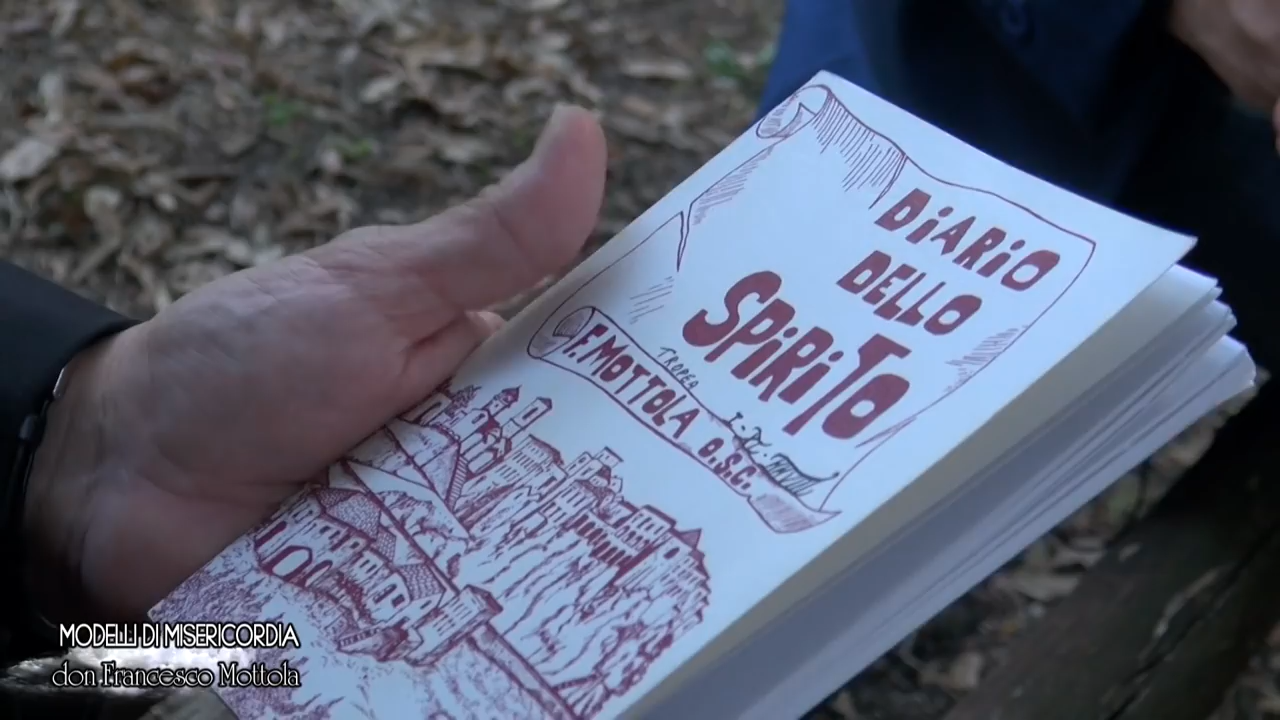 DiARiO
DELLO
SPiRiTO
TROPEA
F. MOTTOLA O.S.C.
MODELLI DI MISERICORDIA
don Francesco Mottola